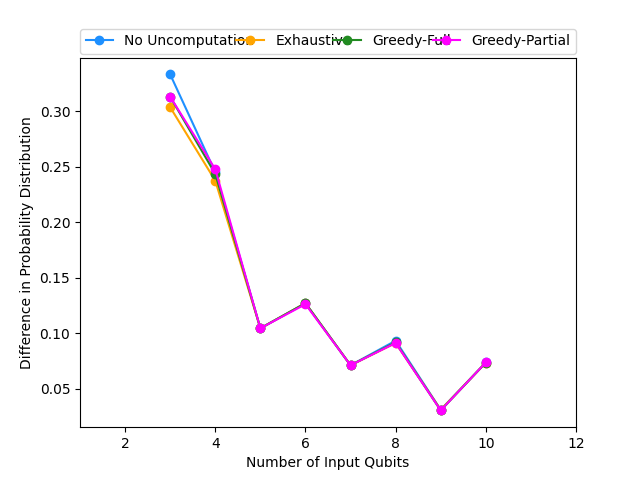 No Uncomputation Exhaustive Greedy-Full Greedy-Partial
0.30
0.25
0.20
0.15
0.10
0.05
Difference in Probability Distribution
2 4 6 8 10 12
Number of Input Qubits